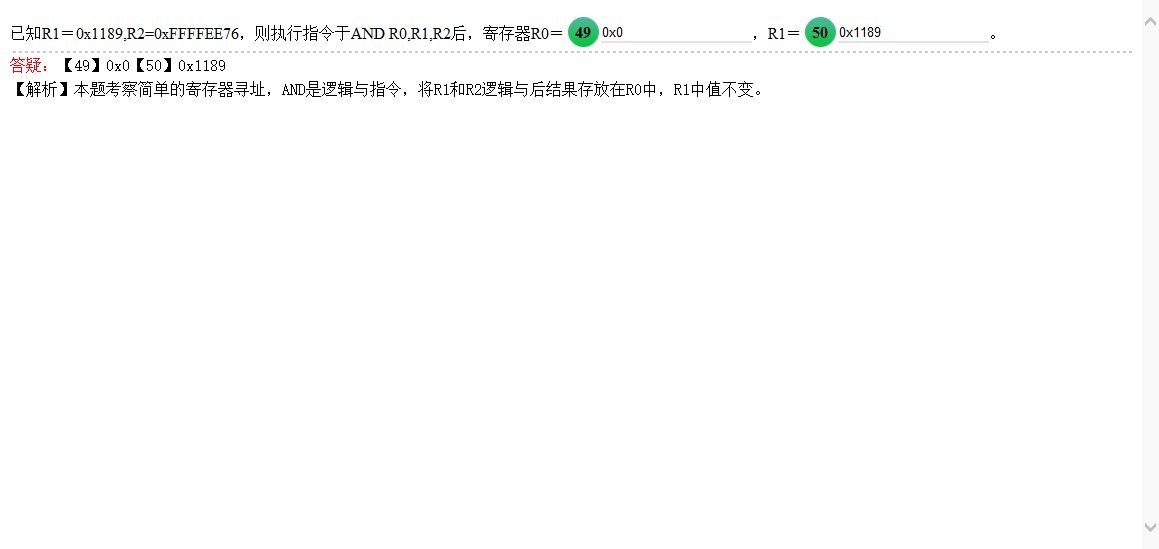 已知R1＝0x1189,R2=0xFFFFEE76，则执行指令于AND R0,R1,R2后，寄存器R0＝ 49 0x0 ，R1＝ 50 0x1189 。
答疑：【49】0x0【50】0x1189
【解析】本题考察简单的寄存器寻址，AND是逻辑与指令，将R1和R2逻辑与后结果存放在R0中，R1中值不变。